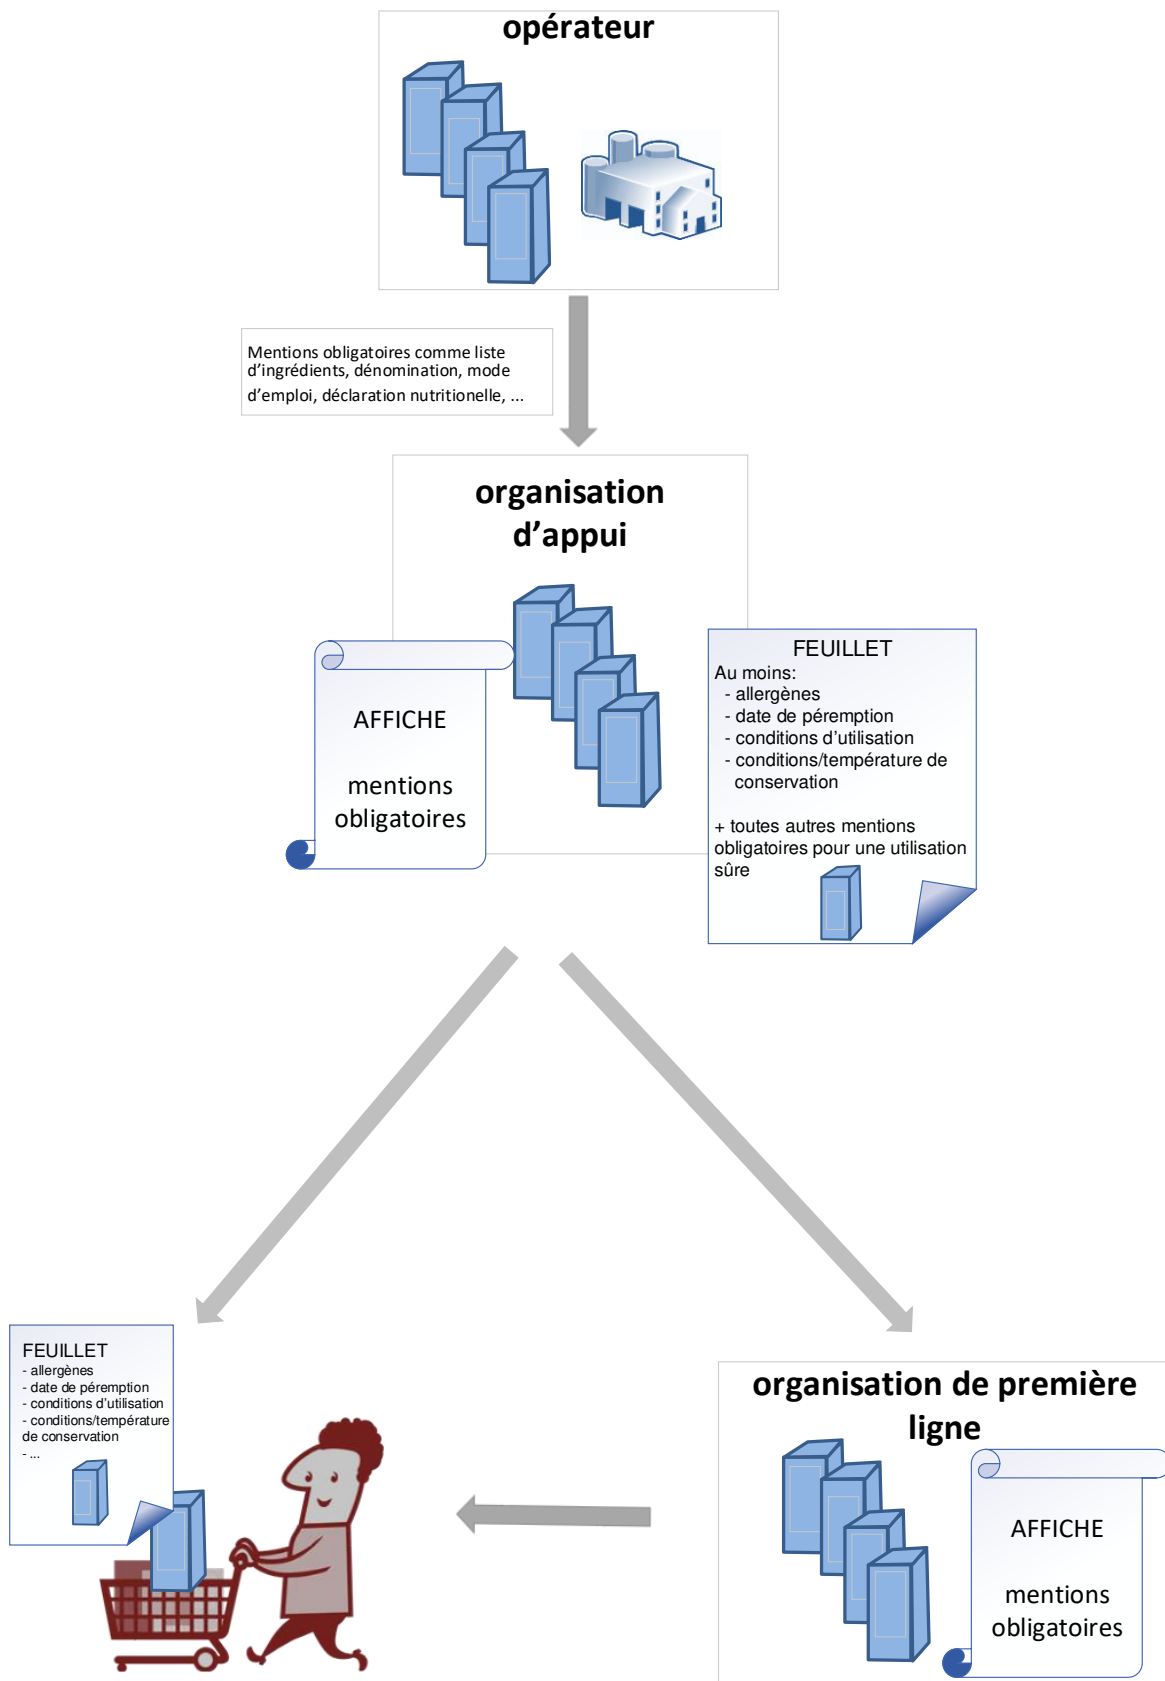 opérateur
Mentions obligatoires comme liste
d’ingrédients, dénomination, mode
d’emploi, déclaration nutritionelle, ...
organisation
d’appui
AFFICHE
mentions
obligatoires
FEUILLET
Au moins:
- allergènes
- date de péremption
- conditions d’utilisation
- conditions/température de
conservation
+ toutes autres mentions
obligatoires pour une utilisation
sûre
FEUILLET
- allergènes
- date de péremption
- conditions d’utilisation
- conditions/température
de conservation
- ...
organisation de première
ligne
AFFICHE
mentions
obligatoires